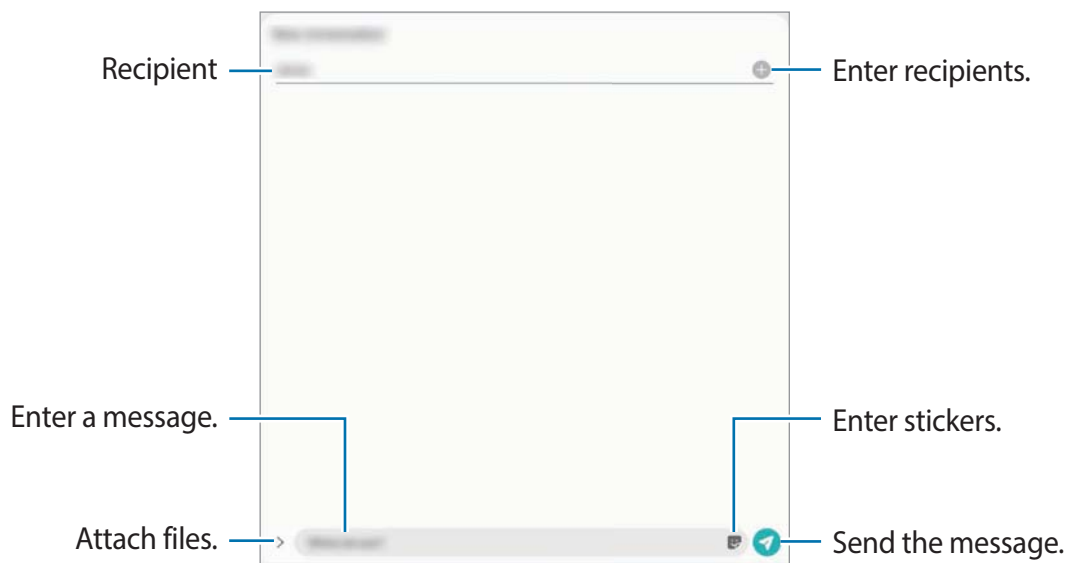 Recipient
Enter recipients.
Enter a message.
Enter stickers.
Attach files.
Send the message.